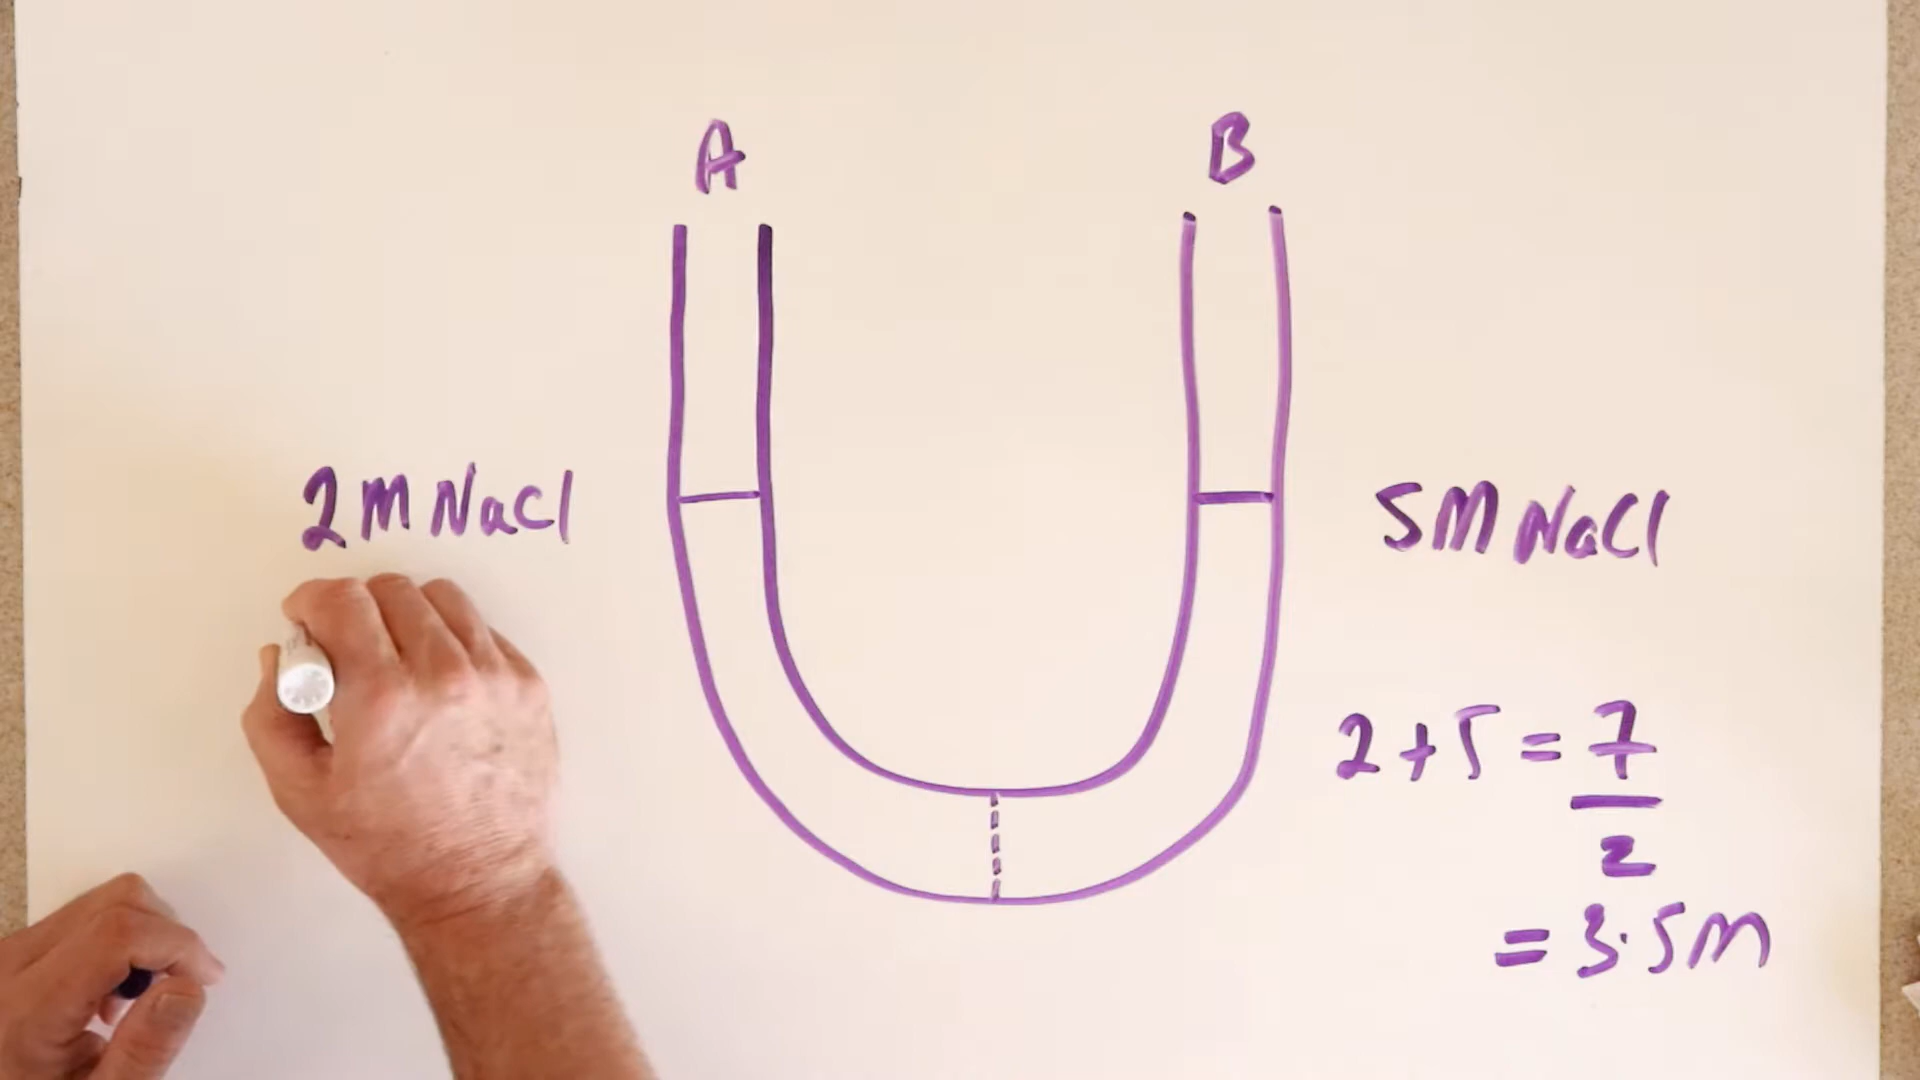 A
B
2M NaCl
5M NaCl
2+5 = 7
2
= 3.5M